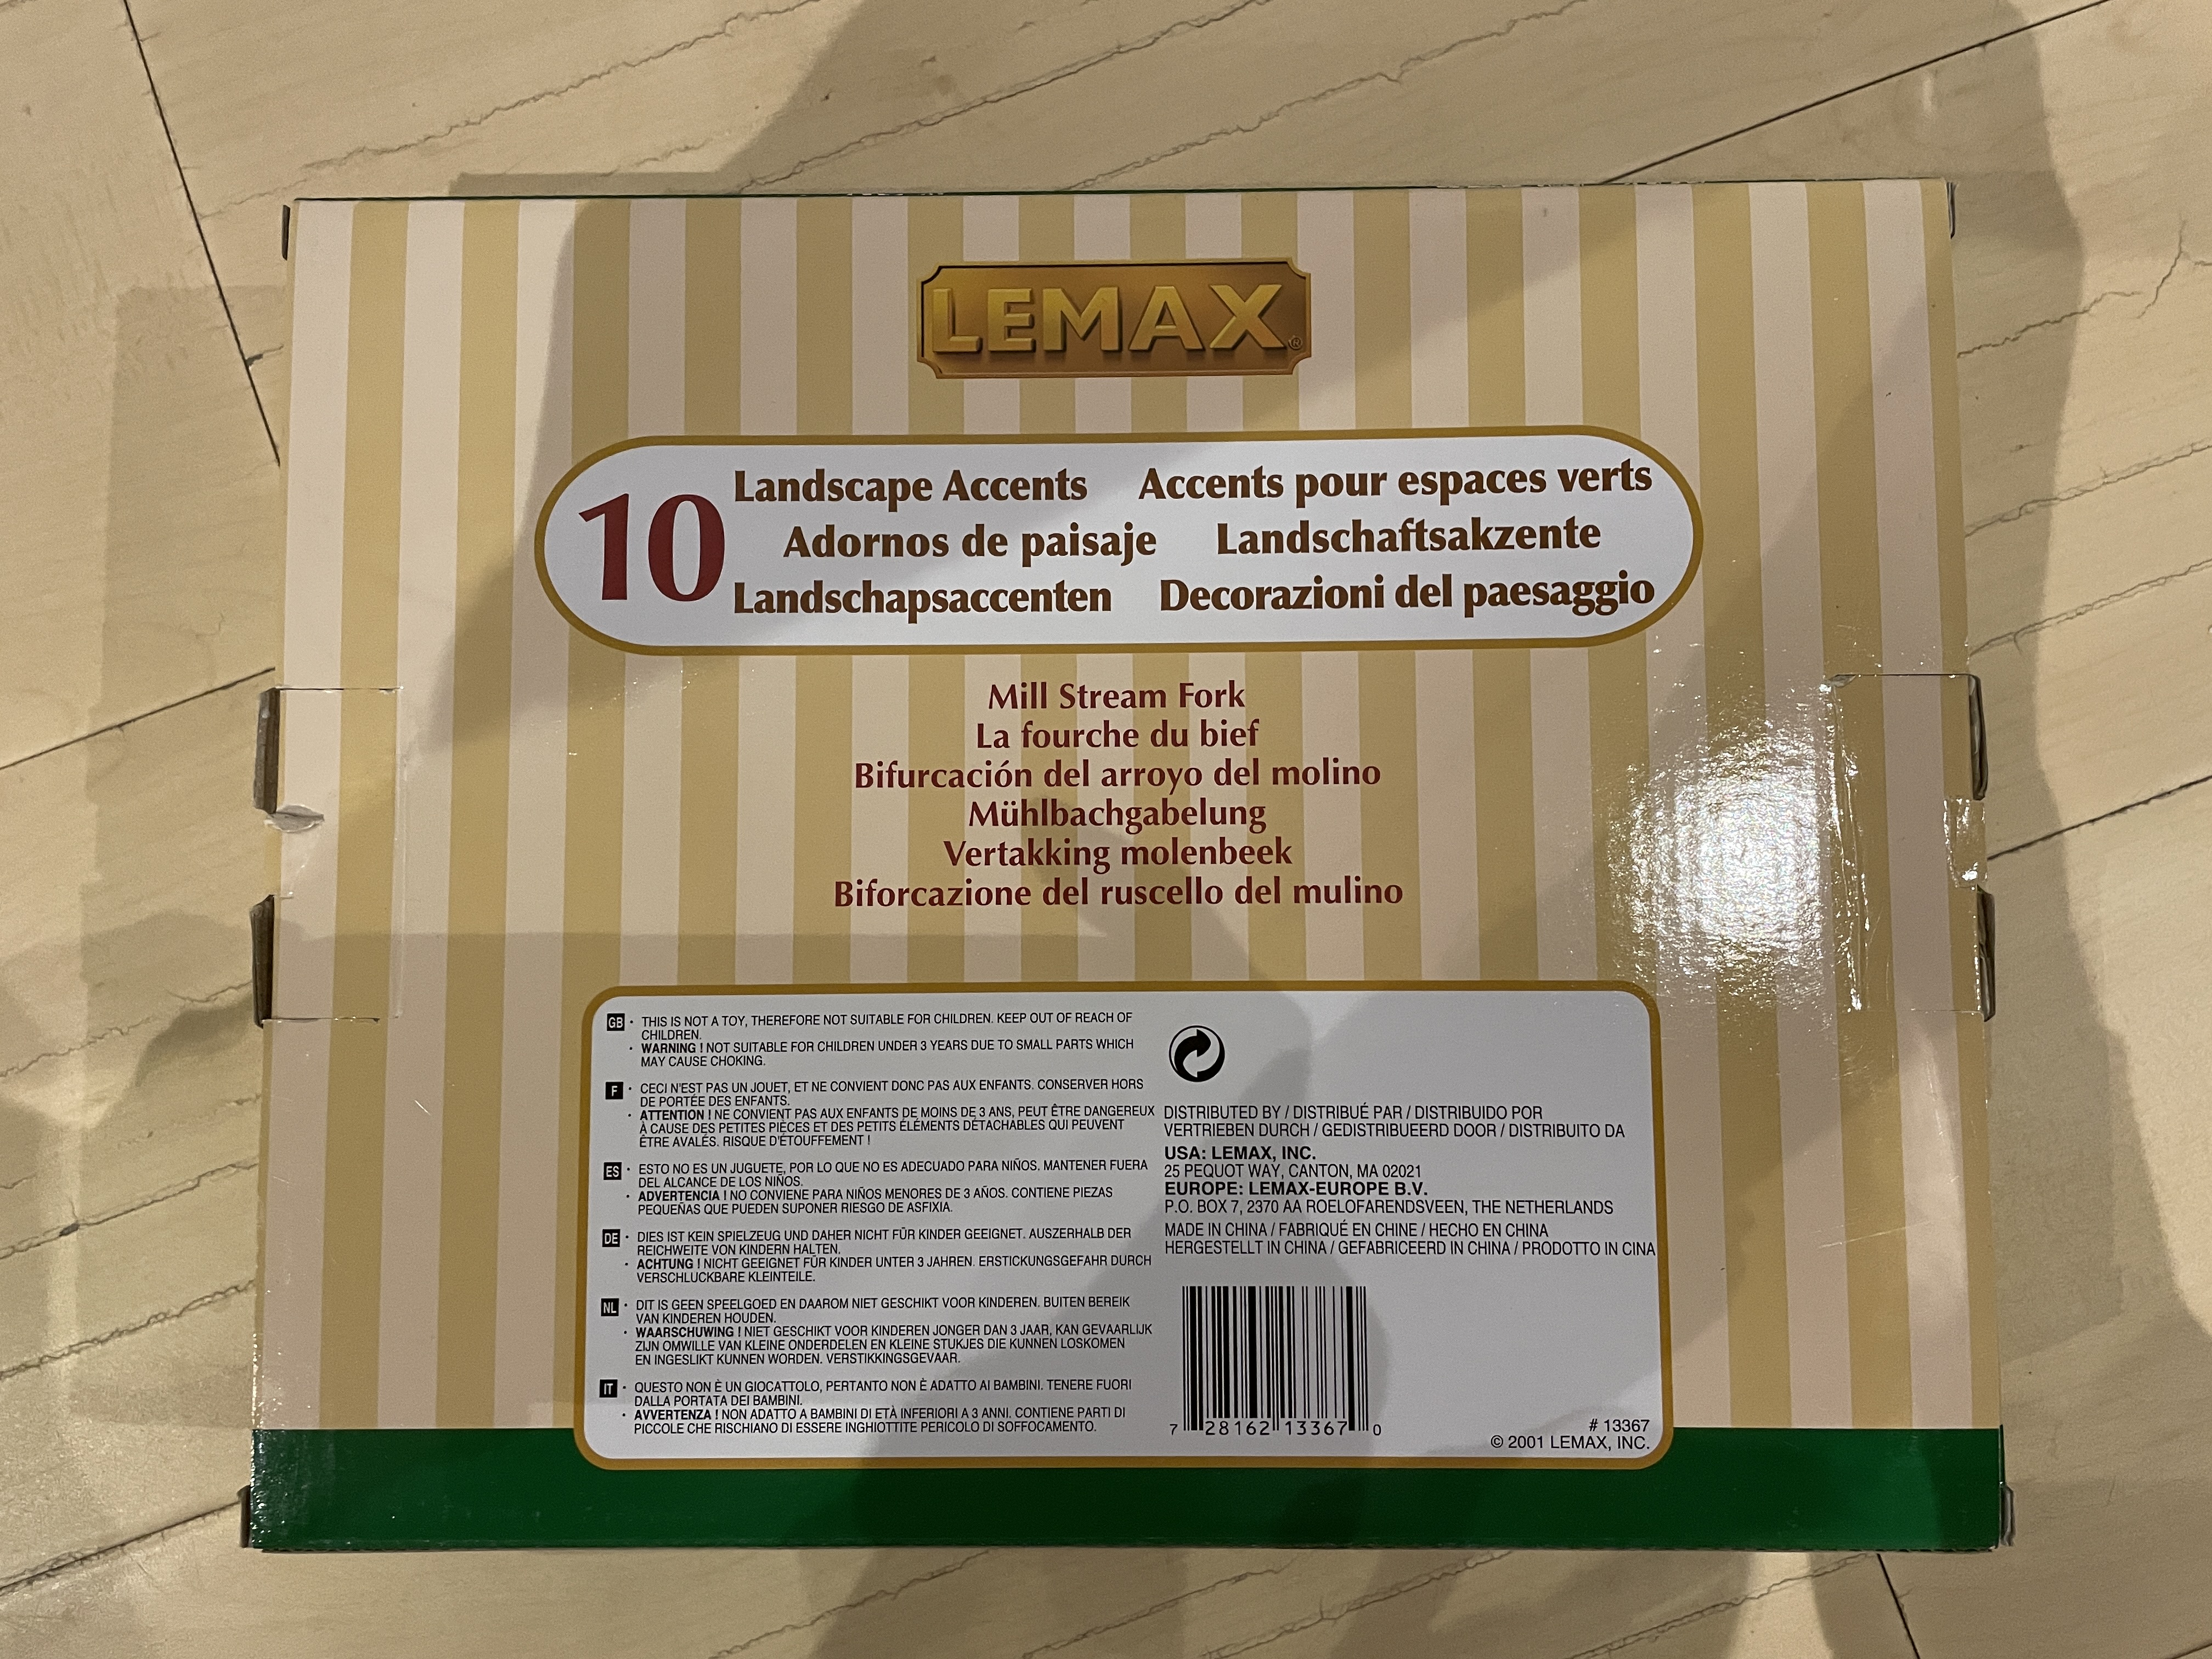 LEMAX®
10
Landscape Accents Accents pour espaces verts
Adornos de paisaje Landschaftsakzente
Landschapsaccenten Decorazioni del paesaggio
Mill Stream Fork
La fourche du bief
Bifurcación del arroyo del molino
Mühlbachgabelung
Vertakking molenbeek
Biforcazione del ruscello del mulino
GB · THIS IS NOT A TOY, THEREFORE NOT SUITABLE FOR CHILDREN. KEEP OUT OF REACH OF
CHILDREN.
· WARNING ! NOT SUITABLE FOR CHILDREN UNDER 3 YEARS DUE TO SMALL PARTS WHICH
MAY CAUSE CHOKING.
F · CECI N'EST PAS UN JOUET, ET NE CONVIENT DONC PAS AUX ENFANTS. CONSERVER HORS
DE PORTÉE DES ENFANTS.
· ATTENTION ! NE CONVIENT PAS AUX ENFANTS DE MOINS DE 3 ANS, PEUT ÊTRE DANGEREUX
À CAUSE DES PETITES PIÈCES ET DES PETITS ÉLÉMENTS DÉTACHABLES QUI PEUVENT
ÊTRE AVALÉS. RISQUE D'ÉTOUFFEMENT !
ES · ESTO NO ES UN JUGUETE, POR LO QUE NO ES ADECUADO PARA NIÑOS. MANTENER FUERA
DEL ALCANCE DE LOS NIÑOS.
· ADVERTENCIA ! NO CONVIENE PARA NIÑOS MENORES DE 3 AÑOS. CONTIENE PIEZAS
PEQUEÑAS QUE PUEDEN SUPONER RIESGO DE ASFIXIA.
DE · DIES IST KEIN SPIELZEUG UND DAHER NICHT FÜR KINDER GEEIGNET. AUSZERHALB DER
REICHWEITE VON KINDERN HALTEN.
· ACHTUNG ! NICHT GEEIGNET FÜR KINDER UNTER 3 JAHREN. ERSTICKUNGSGEFAHR DURCH
VERSCHLUCKBARE KLEINTEILE.
NL · DIT IS GEEN SPEELGOED EN DAAROM NIET GESCHIKT VOOR KINDEREN. BUITEN BEREIK
VAN KINDEREN HOUDEN.
· WAARSCHUWING ! NIET GESCHIKT VOOR KINDEREN JONGER DAN 3 JAAR, KAN GEVAARLIJK
ZIJN OMWILLE VAN KLEINE ONDERDELEN EN KLEINE STUKJES DIE KUNNEN LOSKOMEN
EN INGESLIKT KUNNEN WORDEN. VERSTIKKINGSGEVAAR.
IT · QUESTO NON È UN GIOCATTOLO, PERTANTO NON È ADATTO AI BAMBINI. TENERE FUORI
DALLA PORTATA DEI BAMBINI.
· AVVERTENZA ! NON ADATTO A BAMBINI DI ETÀ INFERIORI A 3 ANNI. CONTIENE PARTI DI
PICCOLE CHE RISCHIANO DI ESSERE INGHIOTTITE PERICOLO DI SOFFOCAMENTO.
DISTRIBUTED BY / DISTRIBUÉ PAR / DISTRIBUIDO POR
VERTRIEBEN DURCH / GEDISTRIBUEERD DOOR / DISTRIBUITO DA
USA: LEMAX, INC.
25 PEQUOT WAY, CANTON, MA 02021
EUROPE: LEMAX-EUROPE B.V.
P.O. BOX 7, 2370 AA ROELOFARENDSVEEN, THE NETHERLANDS
MADE IN CHINA / FABRIQUÉ EN CHINE / HECHO EN CHINA
HERGESTELLT IN CHINA / GEFABRICEERD IN CHINA / PRODOTTO IN CINA
7 28162 13367 0
# 13367
© 2001 LEMAX, INC.